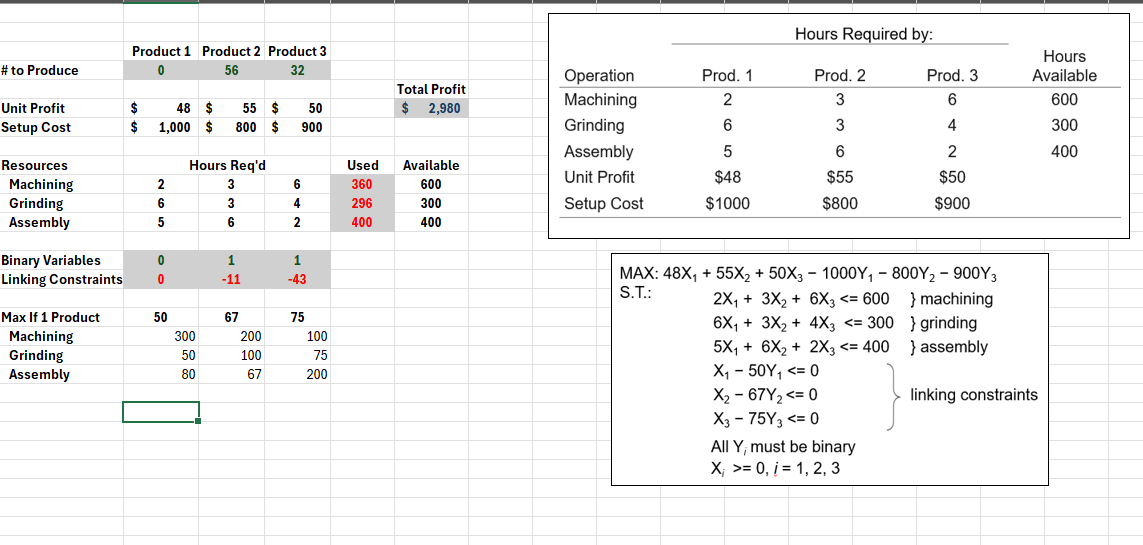 Product 1 Product 2 Product 3
# to Produce 0 56 32
Total Profit
Unit Profit $ 48 $ 55 $ 50 $ 2,980
Setup Cost $ 1,000 $ 800 $ 900
Resources Hours Req'd Used Available
Machining 2 3 6 360 600
Grinding 6 3 4 296 300
Assembly 5 6 2 400 400
Binary Variables 0 1 1
Linking Constraints 0 -11 -43
Max If 1 Product 50 67 75
Machining 300 200 100
Grinding 50 100 75
Assembly 80 67 200
Hours Required by:
Hours
Operation Prod. 1 Prod. 2 Prod. 3 Available
Machining 2 3 6 600
Grinding 6 3 4 300
Assembly 5 6 2 400
Unit Profit $48 $55 $50
Setup Cost $1000 $800 $900
MAX: 48X₁ + 55X₂ + 50X₃ − 1000Y₁ − 800Y₂ − 900Y₃
S.T.:
2X₁ + 3X₂ + 6X₃ <= 600 } machining
6X₁ + 3X₂ + 4X₃ <= 300 } grinding
5X₁ + 6X₂ + 2X₃ <= 400 } assembly
X₁ − 50Y₁ <= 0
X₂ − 67Y₂ <= 0 linking constraints
X₃ − 75Y₃ <= 0
All Yᵢ must be binary
Xᵢ >= 0, i = 1, 2, 3